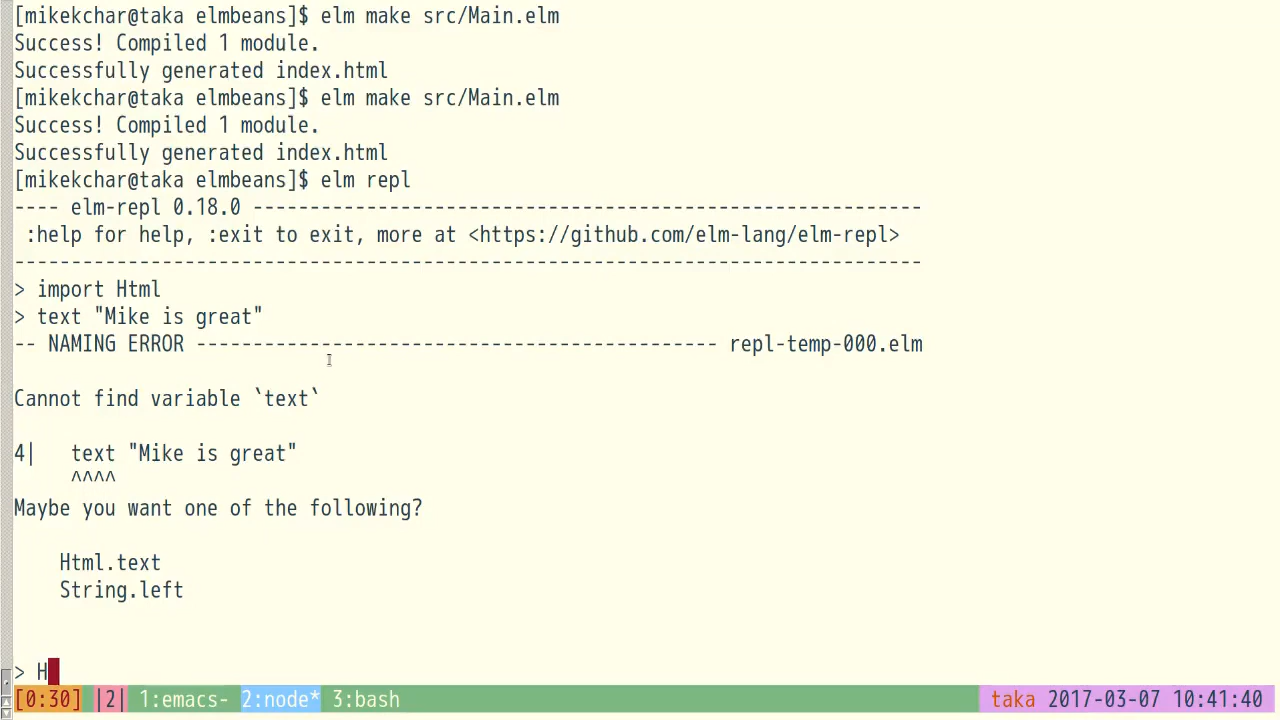 [mikekchar@taka elmbeans]$ elm make src/Main.elm
Success! Compiled 1 module.
Successfully generated index.html
[mikekchar@taka elmbeans]$ elm make src/Main.elm
Success! Compiled 1 module.
Successfully generated index.html
[mikekchar@taka elmbeans]$ elm repl
---- elm-repl 0.18.0 -----------------------------------------------------------
 :help for help, :exit to exit, more at <https://github.com/elm-lang/elm-repl>
--------------------------------------------------------------------------------
> import Html
> text "Mike is great"
-- NAMING ERROR ---------------------------------------------- repl-temp-000.elm
Cannot find variable `text`
4|   text "Mike is great"
     ^^^^
Maybe you want one of the following?
    Html.text
    String.left
> H
[0:30] |2| 1:emacs- 2:node* 3:bash taka 2017-03-07 10:41:40